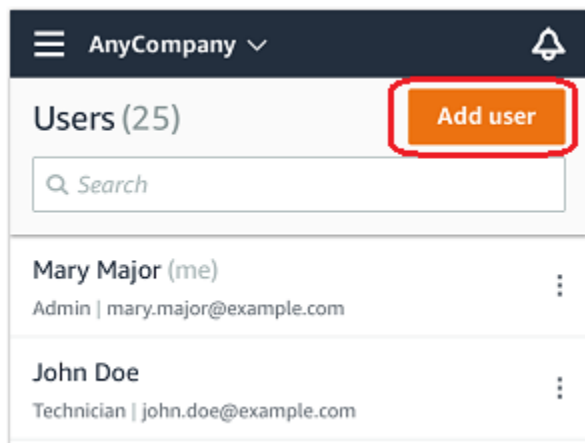 AnyCompany
Users (25)
Add user
Search
Mary Major (me)
Admin | mary.major@example.com
John Doe
Technician | john.doe@example.com